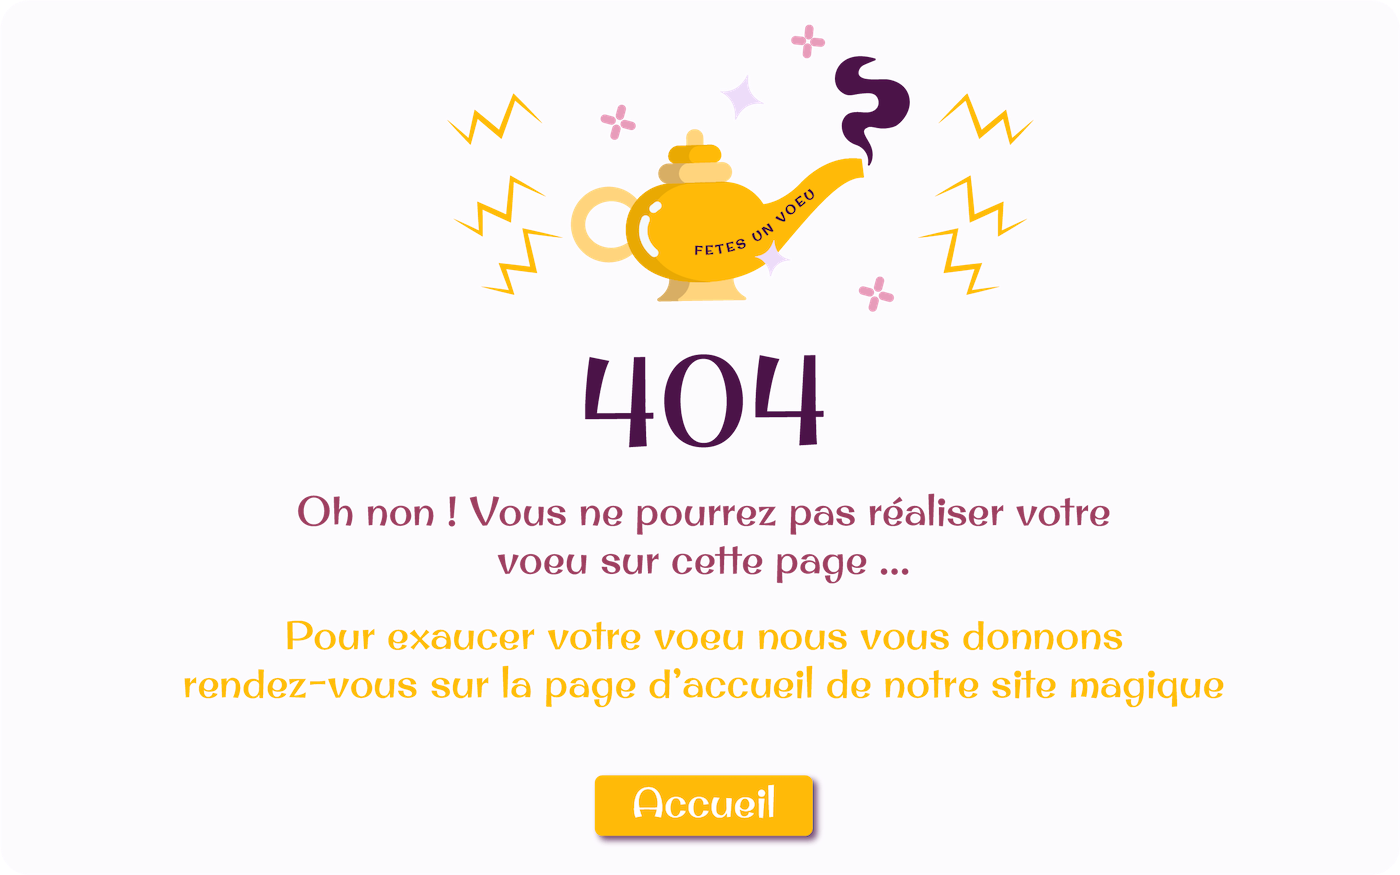 FETES UN VOEU
404
Oh non ! Vous ne pourrez pas réaliser votre
voeu sur cette page ...
Pour exaucer votre voeu nous vous donnons
rendez-vous sur la page d'accueil de notre site magique
Accueil